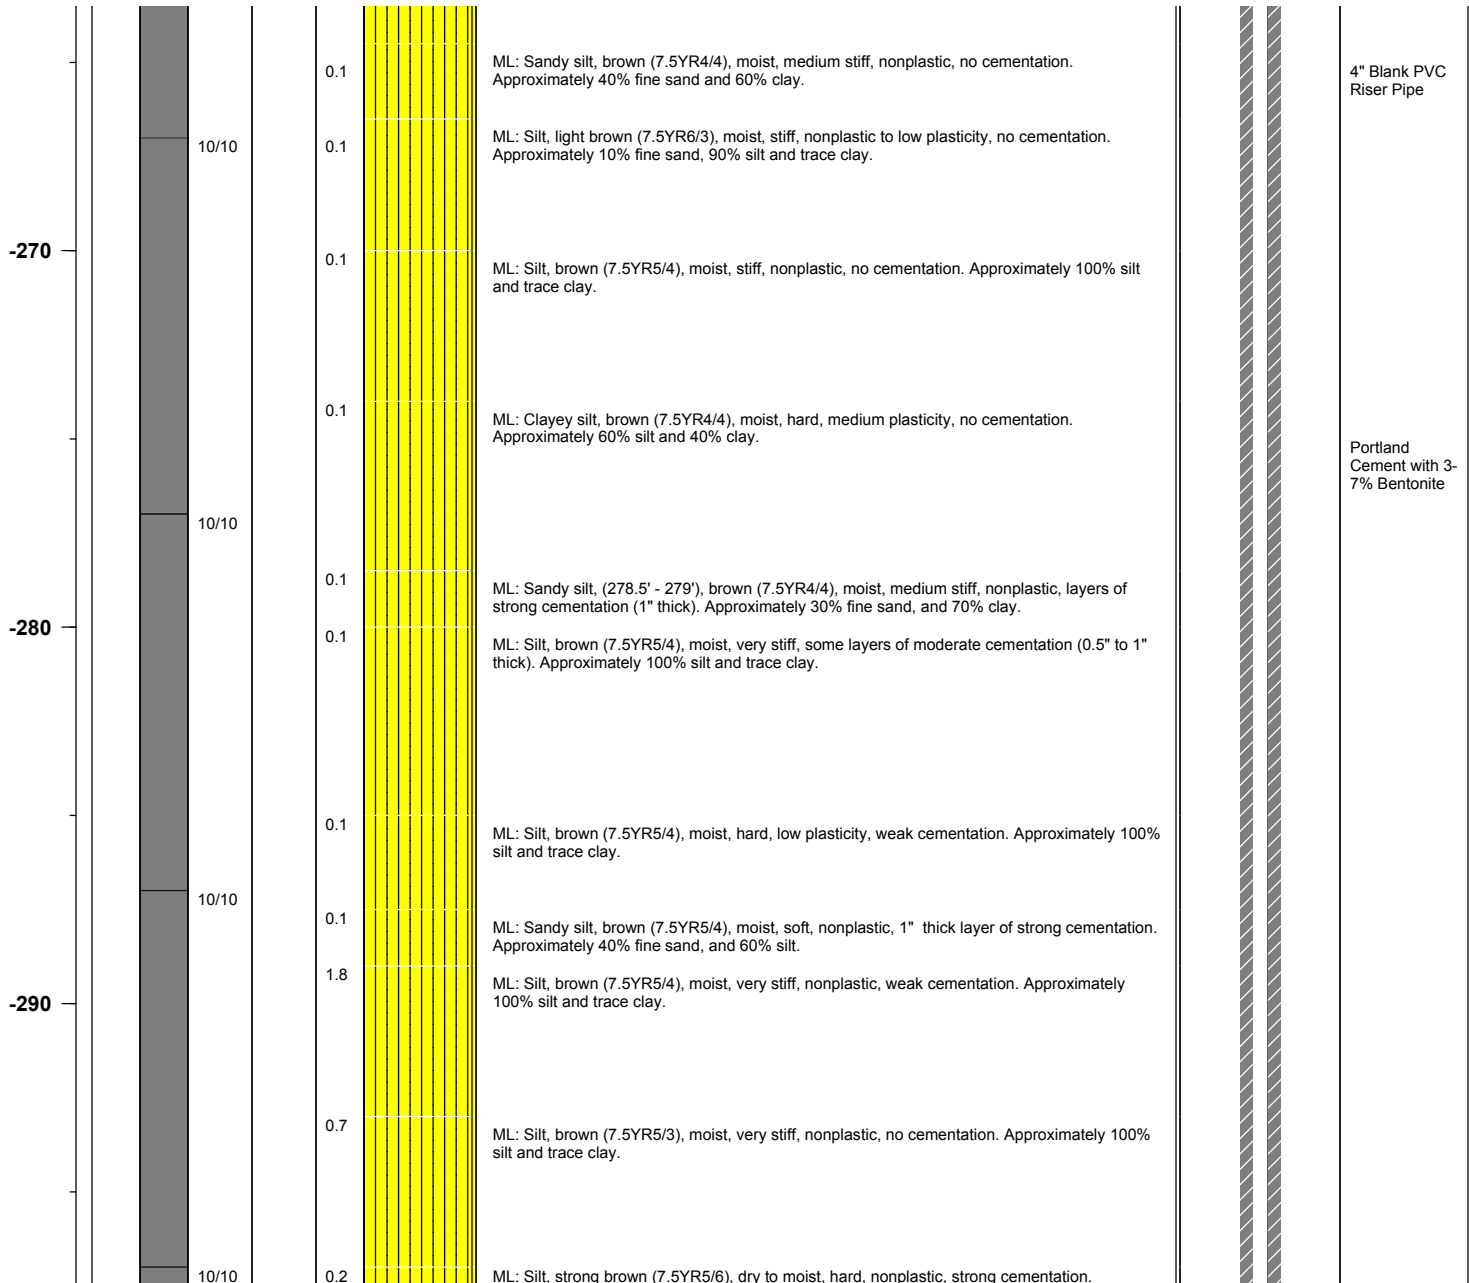 0.1
ML: Sandy silt, brown (7.5YR4/4), moist, medium stiff, nonplastic, no cementation.
Approximately 40% fine sand and 60% clay.
4" Blank PVC
Riser Pipe
10/10
0.1
ML: Silt, light brown (7.5YR6/3), moist, stiff, nonplastic to low plasticity, no cementation.
Approximately 10% fine sand, 90% silt and trace clay.
-270
0.1
ML: Silt, brown (7.5YR5/4), moist, stiff, nonplastic, no cementation. Approximately 100% silt
and trace clay.
0.1
ML: Clayey silt, brown (7.5YR4/4), moist, hard, medium plasticity, no cementation.
Approximately 60% silt and 40% clay.
Portland
Cement with 3-
7% Bentonite
10/10
0.1
ML: Sandy silt, (278.5' - 279'), brown (7.5YR4/4), moist, medium stiff, nonplastic, layers of
strong cementation (1" thick). Approximately 30% fine sand, and 70% clay.
-280
0.1
ML: Silt, brown (7.5YR5/4), moist, very stiff, some layers of moderate cementation (0.5" to 1"
thick). Approximately 100% silt and trace clay.
0.1
ML: Silt, brown (7.5YR5/4), moist, hard, low plasticity, weak cementation. Approximately 100%
silt and trace clay.
10/10
0.1
ML: Sandy silt, brown (7.5YR5/4), moist, soft, nonplastic, 1" thick layer of strong cementation.
Approximately 40% fine sand, and 60% silt.
1.8
ML: Silt, brown (7.5YR5/4), moist, very stiff, nonplastic, weak cementation. Approximately
100% silt and trace clay.
-290
0.7
ML: Silt, brown (7.5YR5/3), moist, very stiff, nonplastic, no cementation. Approximately 100%
silt and trace clay.
10/10
0.2
ML: Silt, strong brown (7.5YR5/6), dry to moist, hard, nonplastic, strong cementation.